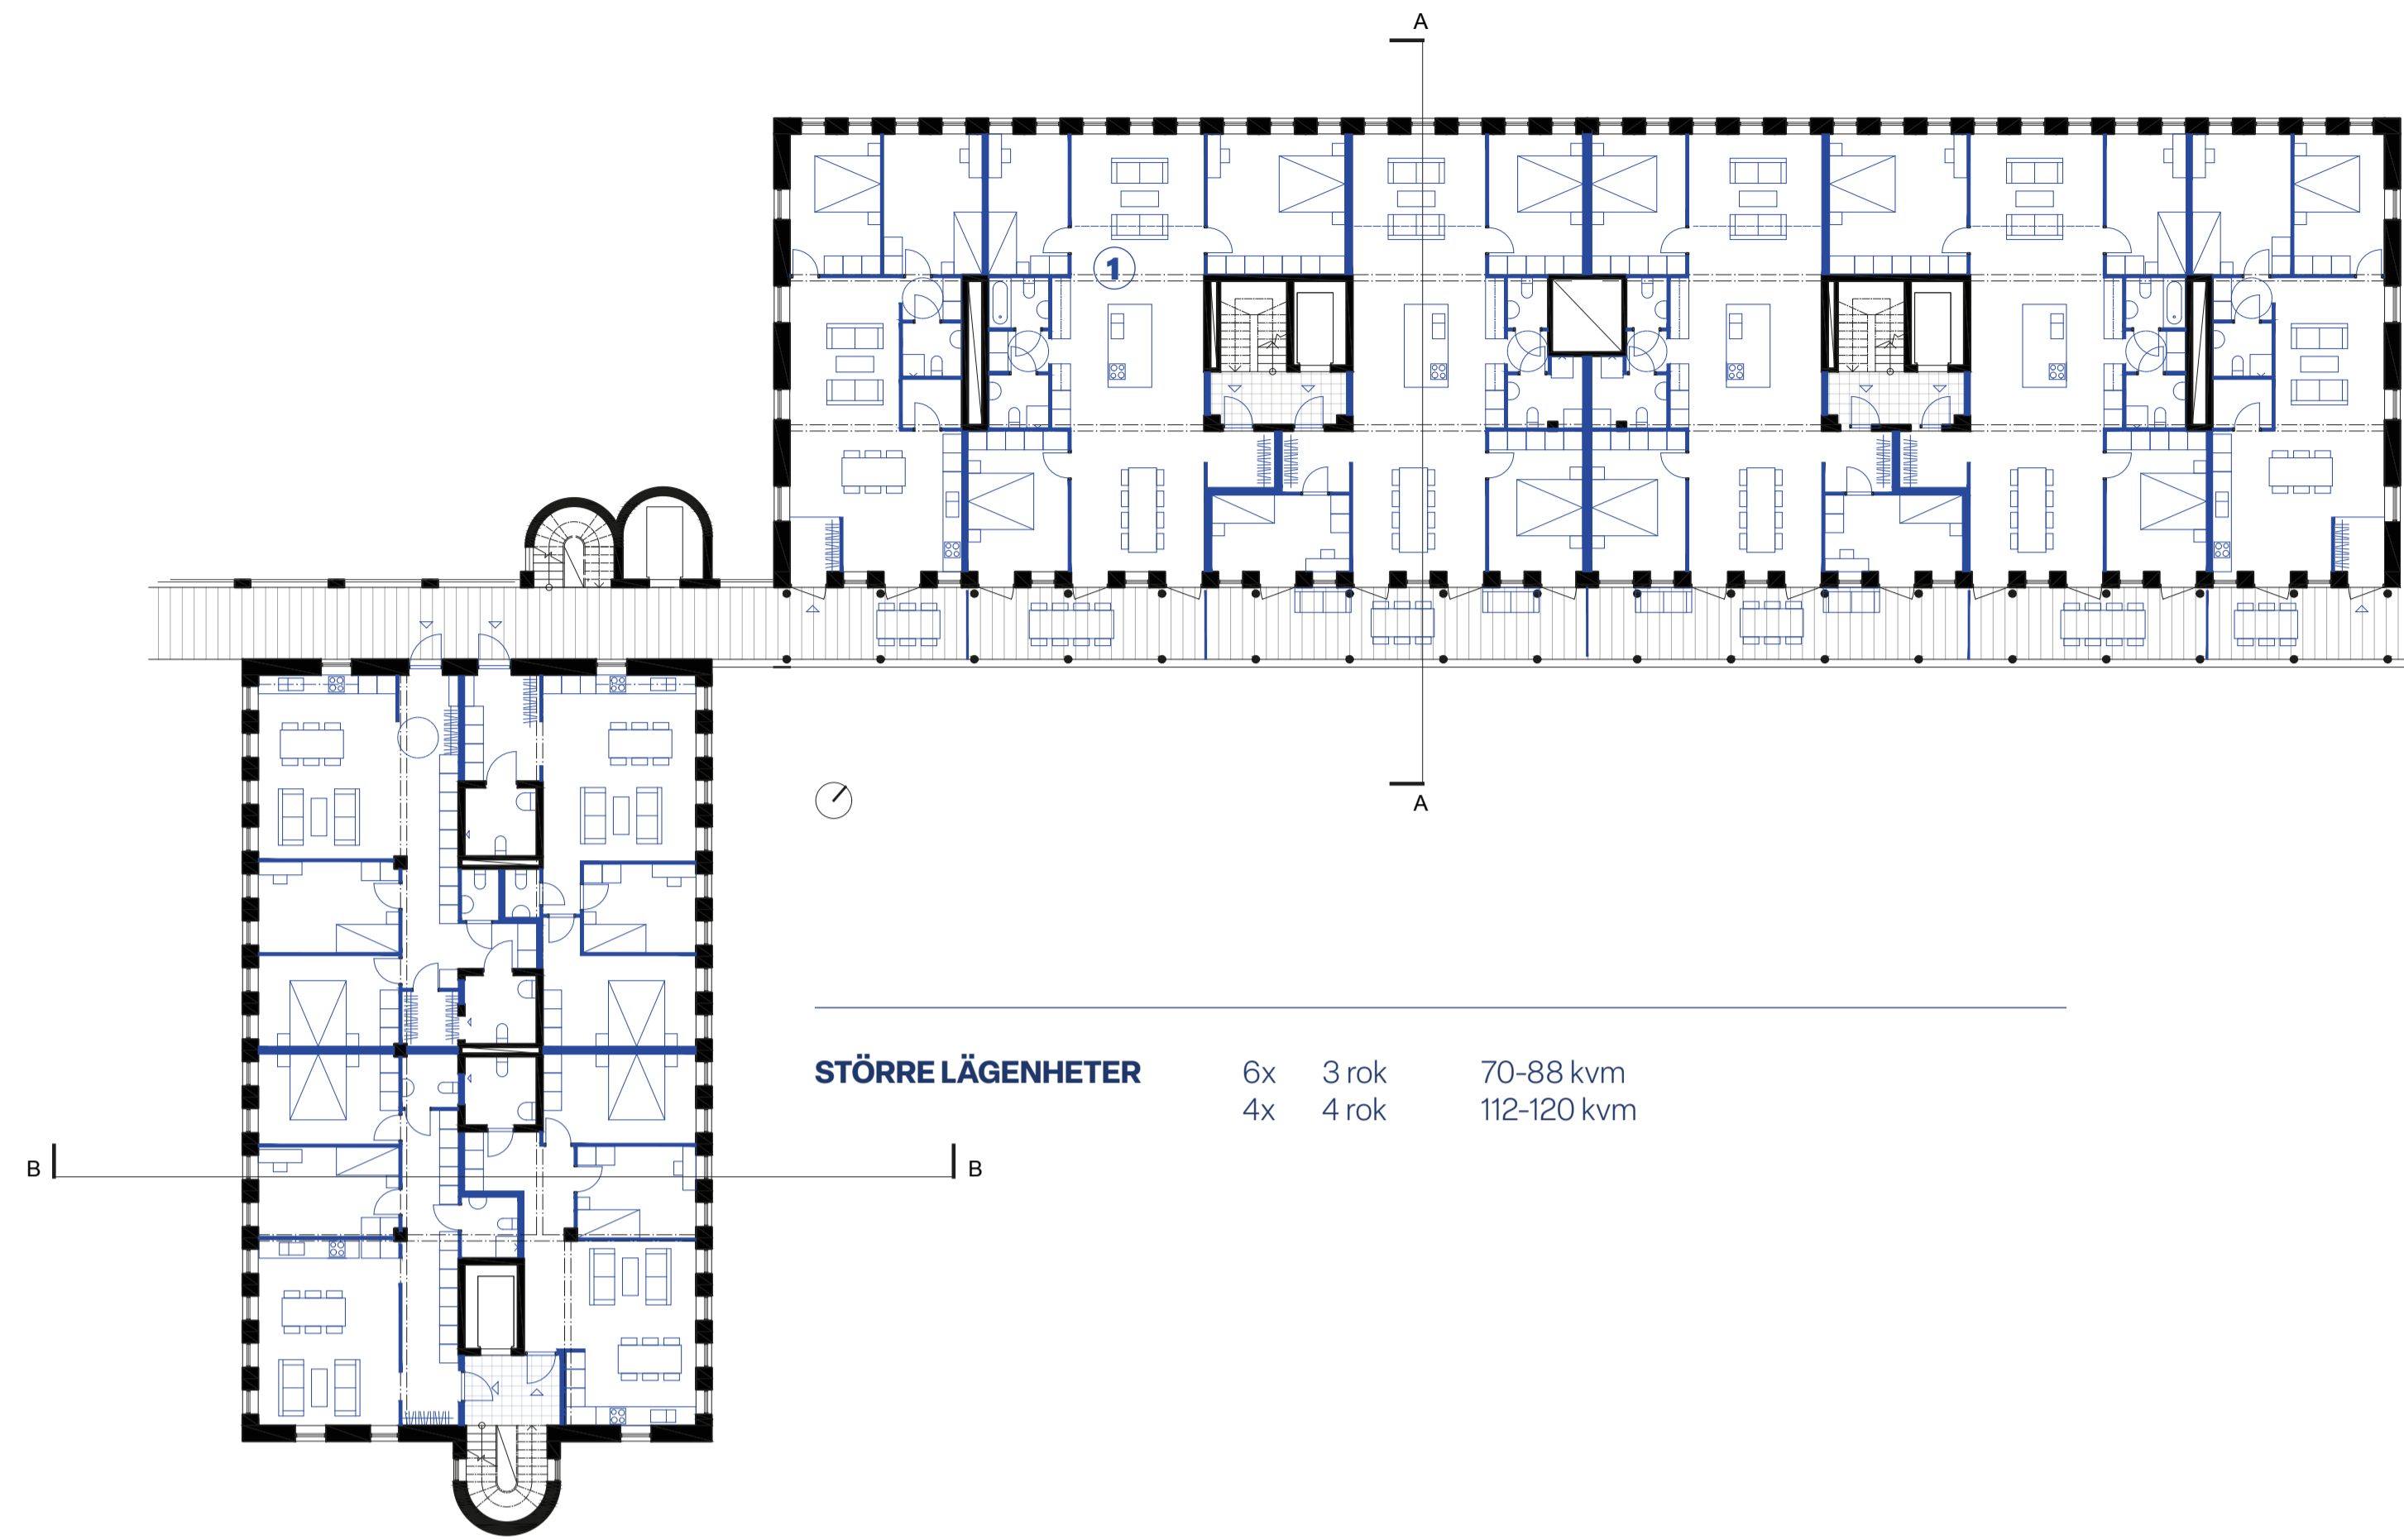 A
1
A
STÖRRE LÄGENHETER 6x 3 rok 70-88 kvm
4x 4 rok 112-120 kvm
B B